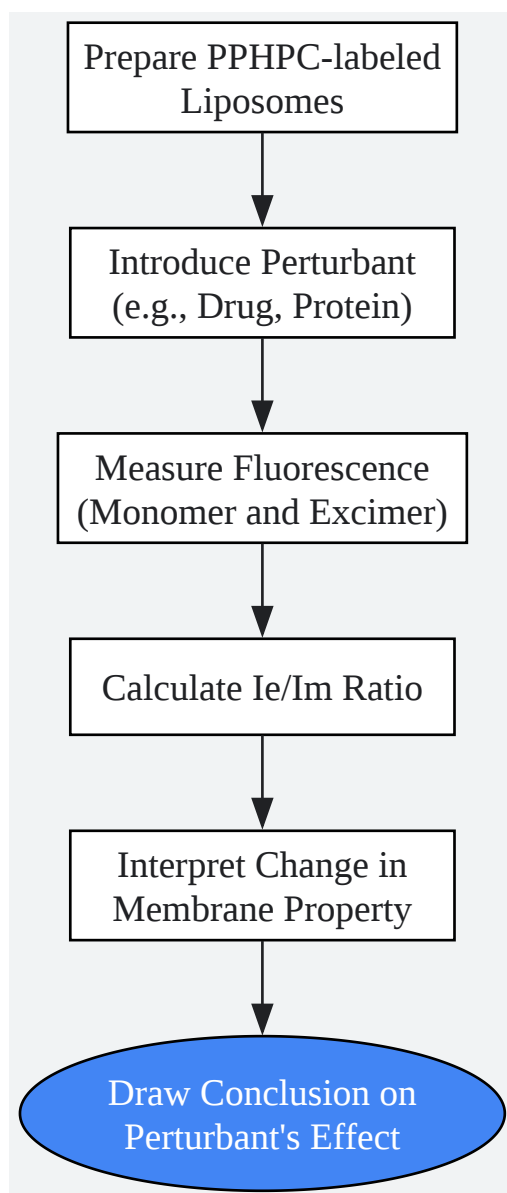 Prepare PPHPC-labeled
Liposomes
Introduce Perturbant
(e.g., Drug, Protein)
Measure Fluorescence
(Monomer and Excimer)
Calculate Ie/Im Ratio
Interpret Change in
Membrane Property
Draw Conclusion on
Perturbant's Effect